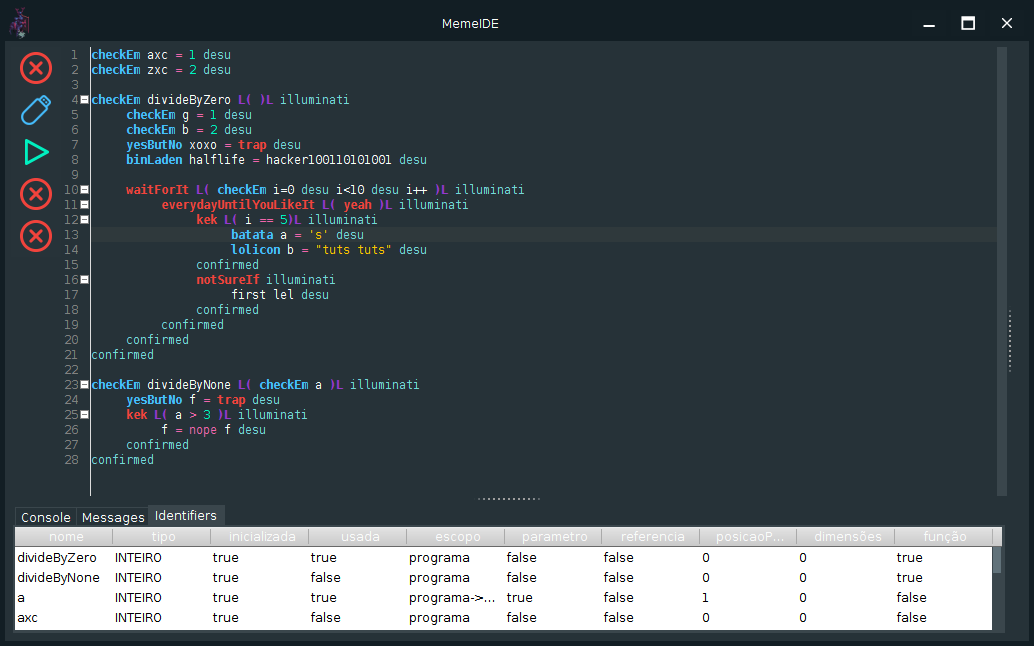 MemeIDE
1 checkEm axc = 1 desu
2 checkEm zxc = 2 desu
3
4 checkEm divideByZero L( )L illuminati
5 checkEm g = 1 desu
6 checkEm b = 2 desu
7 yesButNo xoxo = trap desu
8 binLaden halflife = hacker100110101001 desu
9
10 waitForIt L( checkEm i=0 desu i<10 desu i++ )L illuminati
11 everydayUntilYouLikeIt L( yeah )L illuminati
12 kek L( i == 5)L illuminati
13 batata a = 's' desu
14 lolicon b = "tuts tuts" desu
15 confirmed
16 notSureIf illuminati
17 first lel desu
18 confirmed
19 confirmed
20 confirmed
21 confirmed
22
23 checkEm divideByNone L( checkEm a )L illuminati
24 yesButNo f = trap desu
25 kek L( a > 3 )L illuminati
26 f = nope f desu
27 confirmed
28 confirmed
Console Messages Identifiers
nome tipo inicializada usada escopo parametro referencia posicaoP... dimensões função
divideByZero INTEIRO true true programa false false 0 0 true
divideByNone INTEIRO true false programa false false 0 0 true
a INTEIRO true true programa->... true false 1 0 false
axc INTEIRO true false programa false false 0 0 false